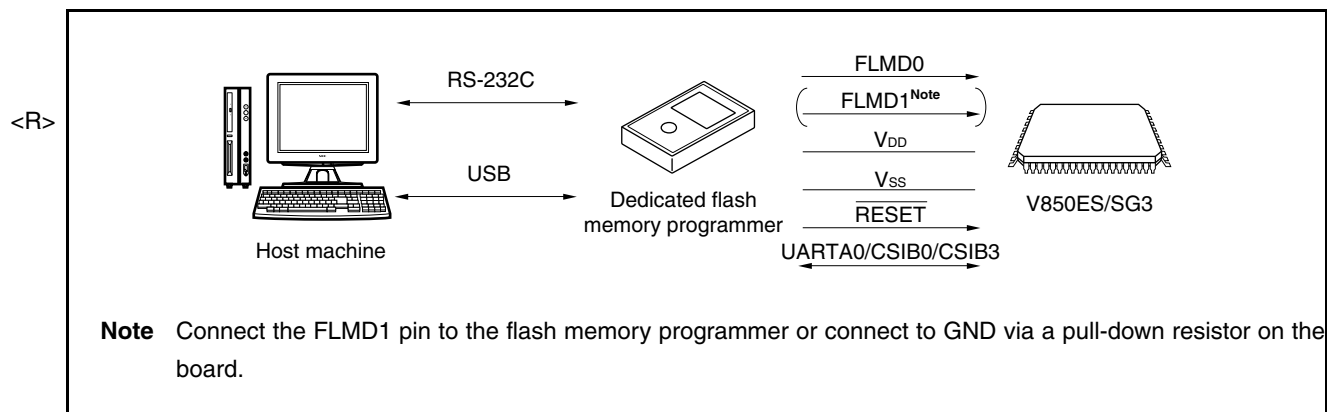 <R>
RS-232C
USB
Host machine
Dedicated flash
memory programmer
FLMD0
FLMD1Note
VDD
VSS
RESET
UARTA0/CSIB0/CSIB3
V850ES/SG3
Note Connect the FLMD1 pin to the flash memory programmer or connect to GND via a pull-down resistor on the
board.